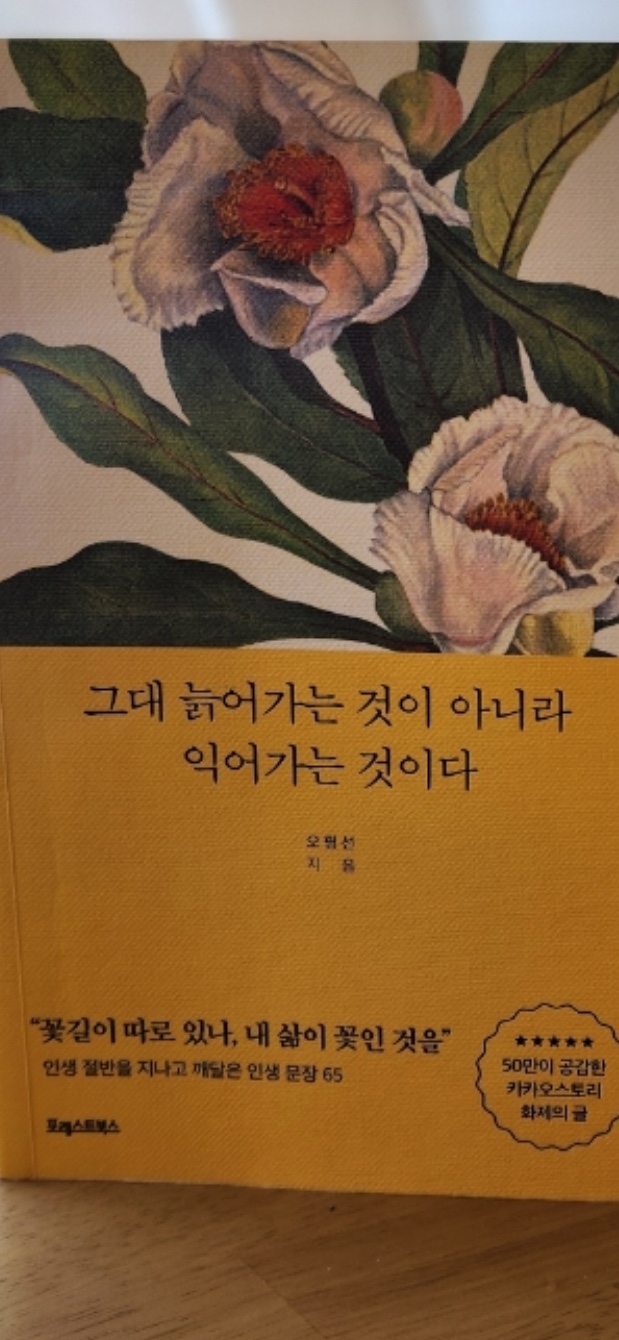 그대 늙어가는 것이 아니라
익어가는 것이다
오평선
지 음
“꽃길이 따로 있나, 내 삶이 꽃인 것을”
인생 절반을 지나고 깨달은 인생 문장 65
포레스트북스
★★★★★
50만이 공감한
카카오스토리
화제의 글